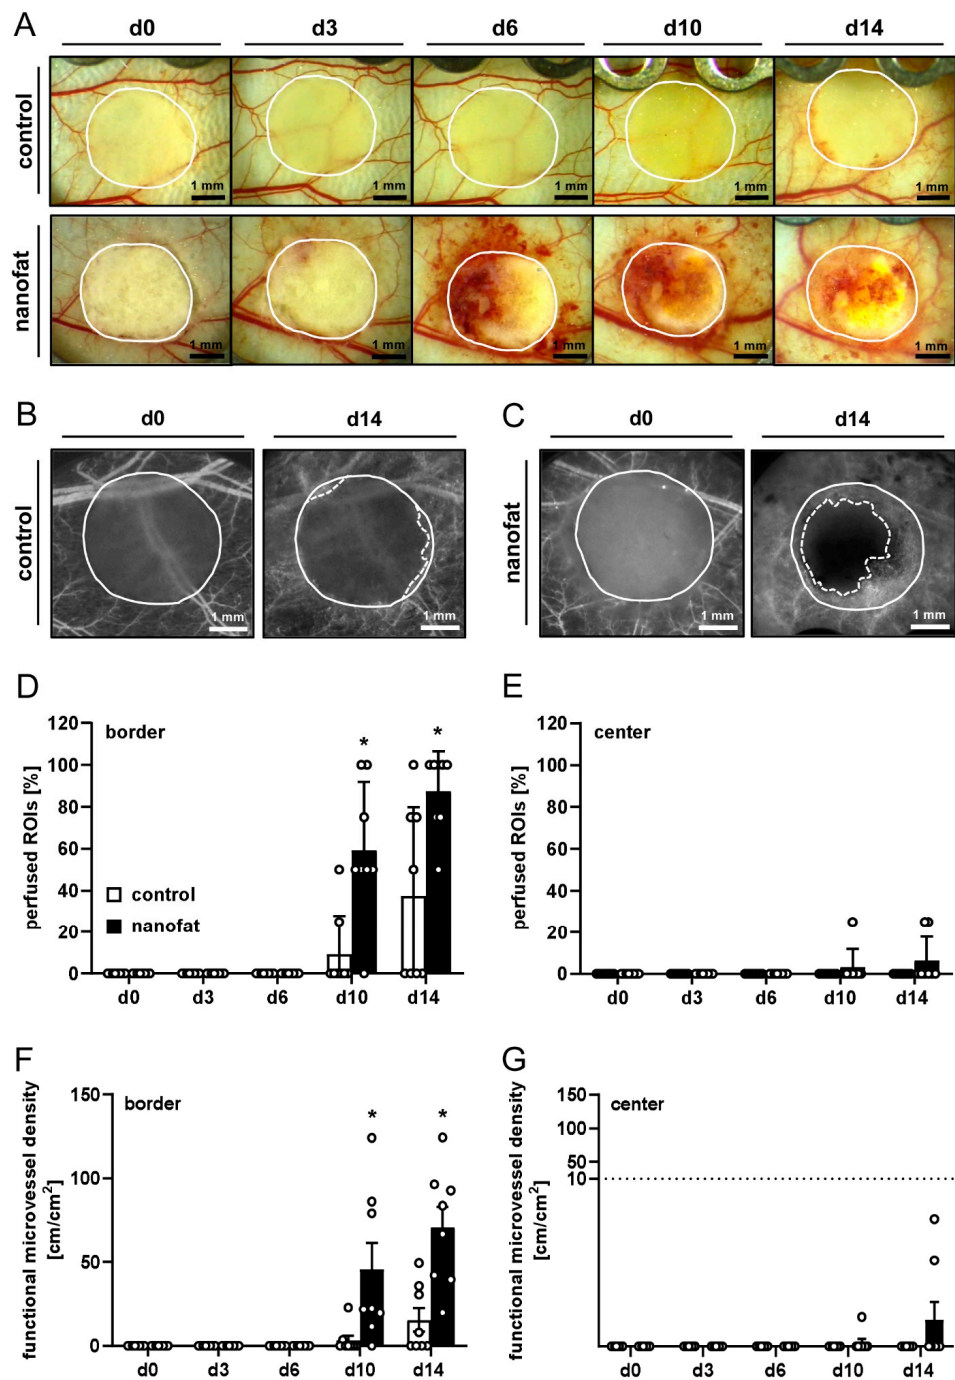 A
d0 d3 d6 d10 d14
control
1 mm 1 mm 1 mm 1 mm 1 mm
nanofat
1 mm 1 mm 1 mm 1 mm 1 mm
B
d0 d14
control
1 mm 1 mm
C
d0 d14
nanofat
1 mm 1 mm
D
border
perfused ROIs [%]
120
100
80
60
40
20
0
* *
control
nanofat
d0 d3 d6 d10 d14
E
center
perfused ROIs [%]
120
100
80
60
40
20
0
d0 d3 d6 d10 d14
F
border
functional microvessel density
[cm/cm²]
150
100
50
0
* *
d0 d3 d6 d10 d14
G
center
functional microvessel density
[cm/cm²]
150
100
50
10
d0 d3 d6 d10 d14